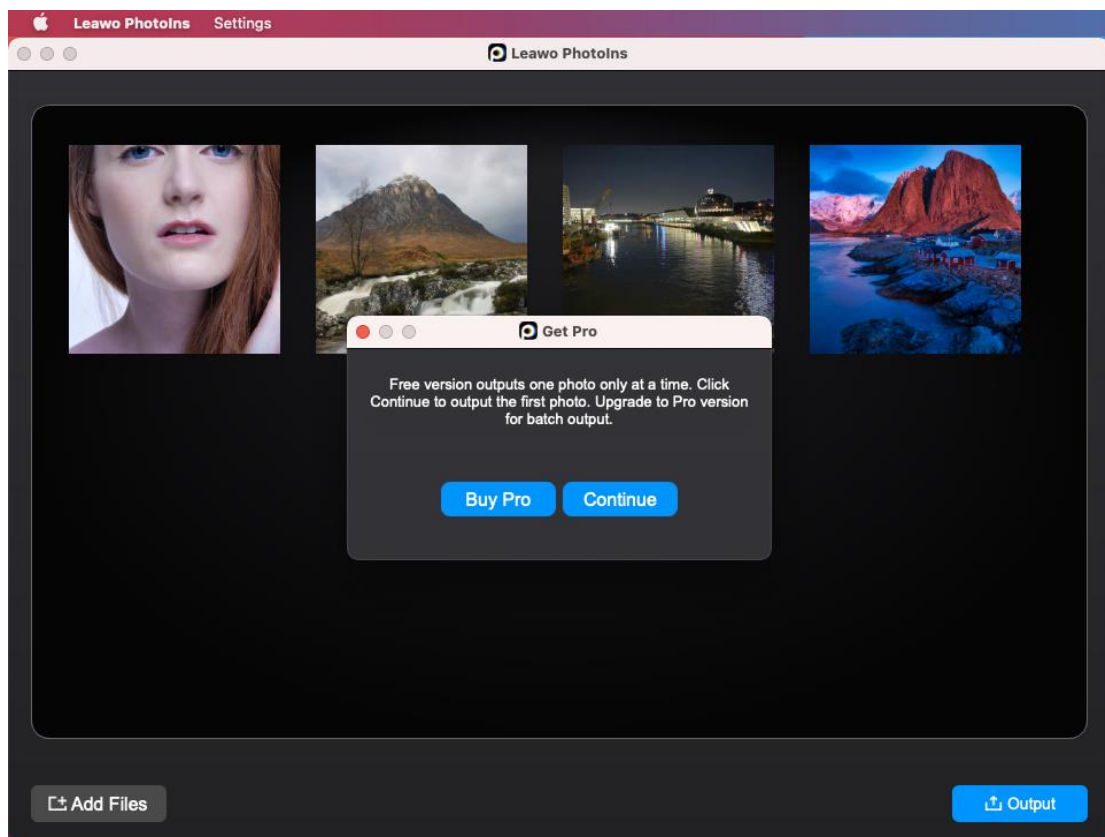 Leawo PhotoIns Settings
Leawo PhotoIns
Get Pro
Free version outputs one photo only at a time. Click
Continue to output the first photo. Upgrade to Pro version
for batch output.
Buy Pro Continue
Add Files Output